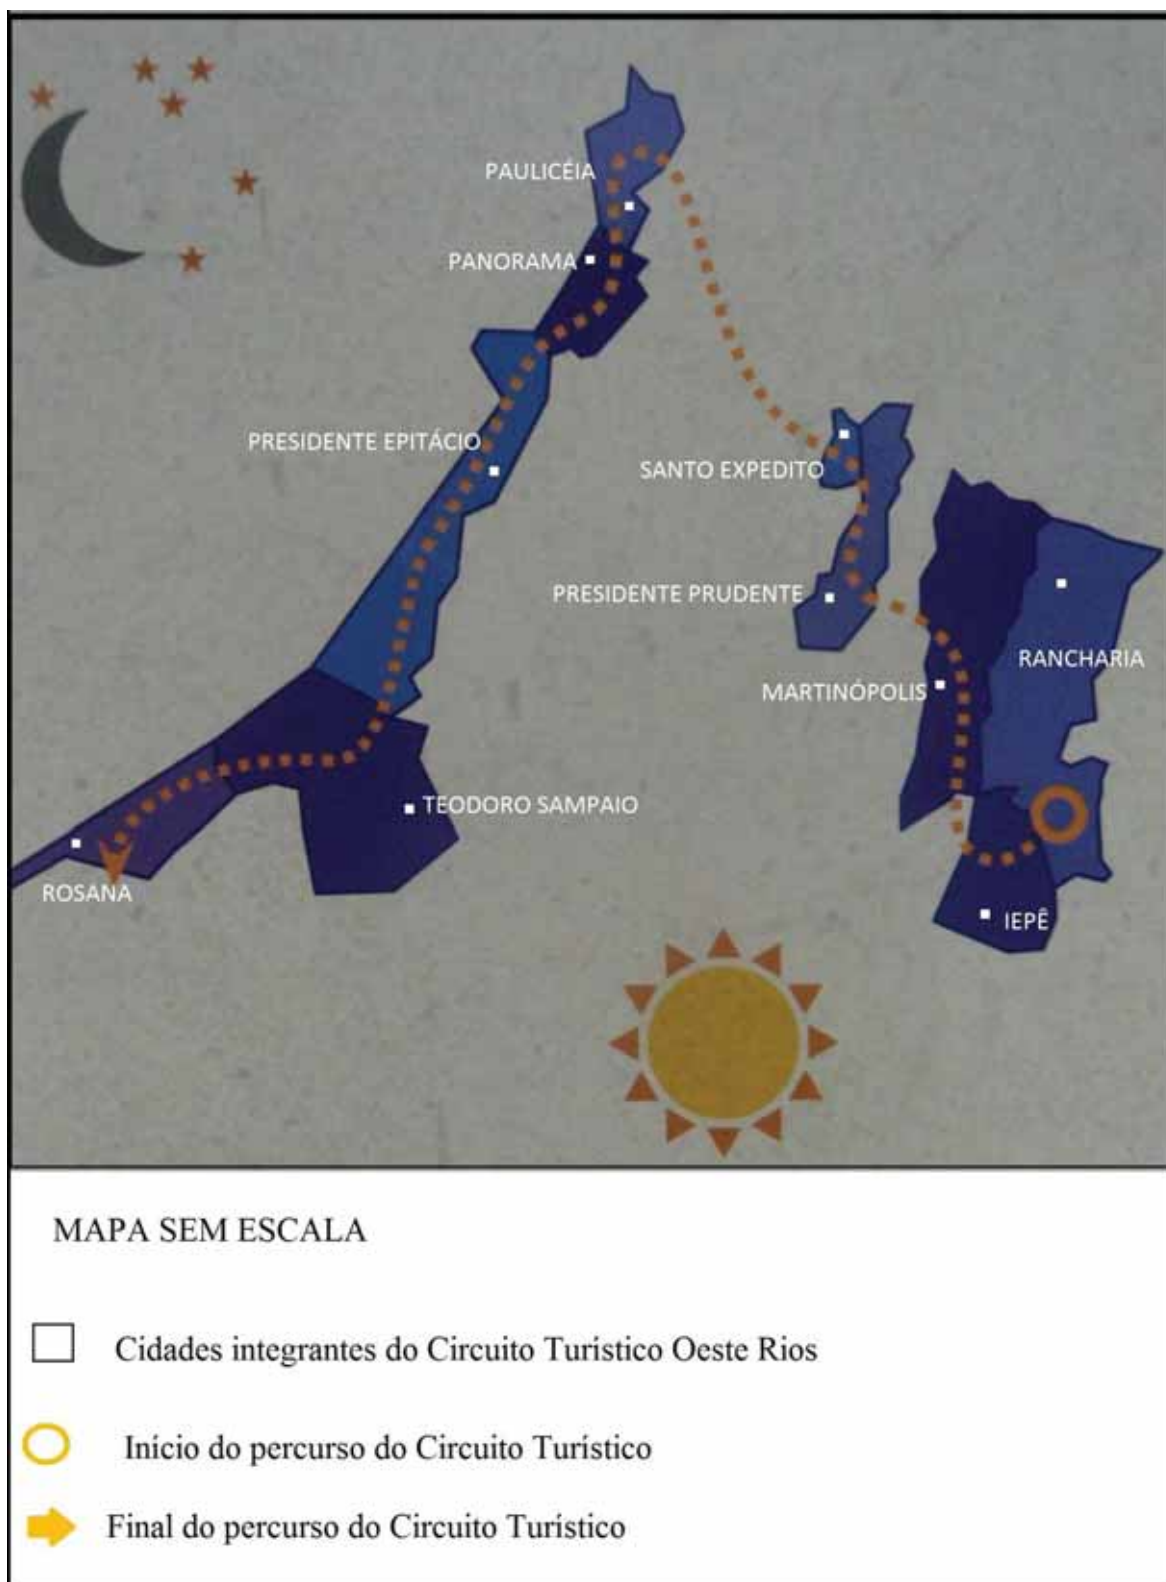 PAULICÉIA
PANORAMA
PRESIDENTE EPITÁCIO
SANTO EXPEDITO
PRESIDENTE PRUDENTE
RANCHARIA
MARTINÓPOLIS
TEODORO SAMPAIO
ROSANA
IEPÊ
MAPA SEM ESCALA
Cidades integrantes do Circuito Turístico Oeste Rios
Início do percurso do Circuito Turístico
Final do percurso do Circuito Turístico